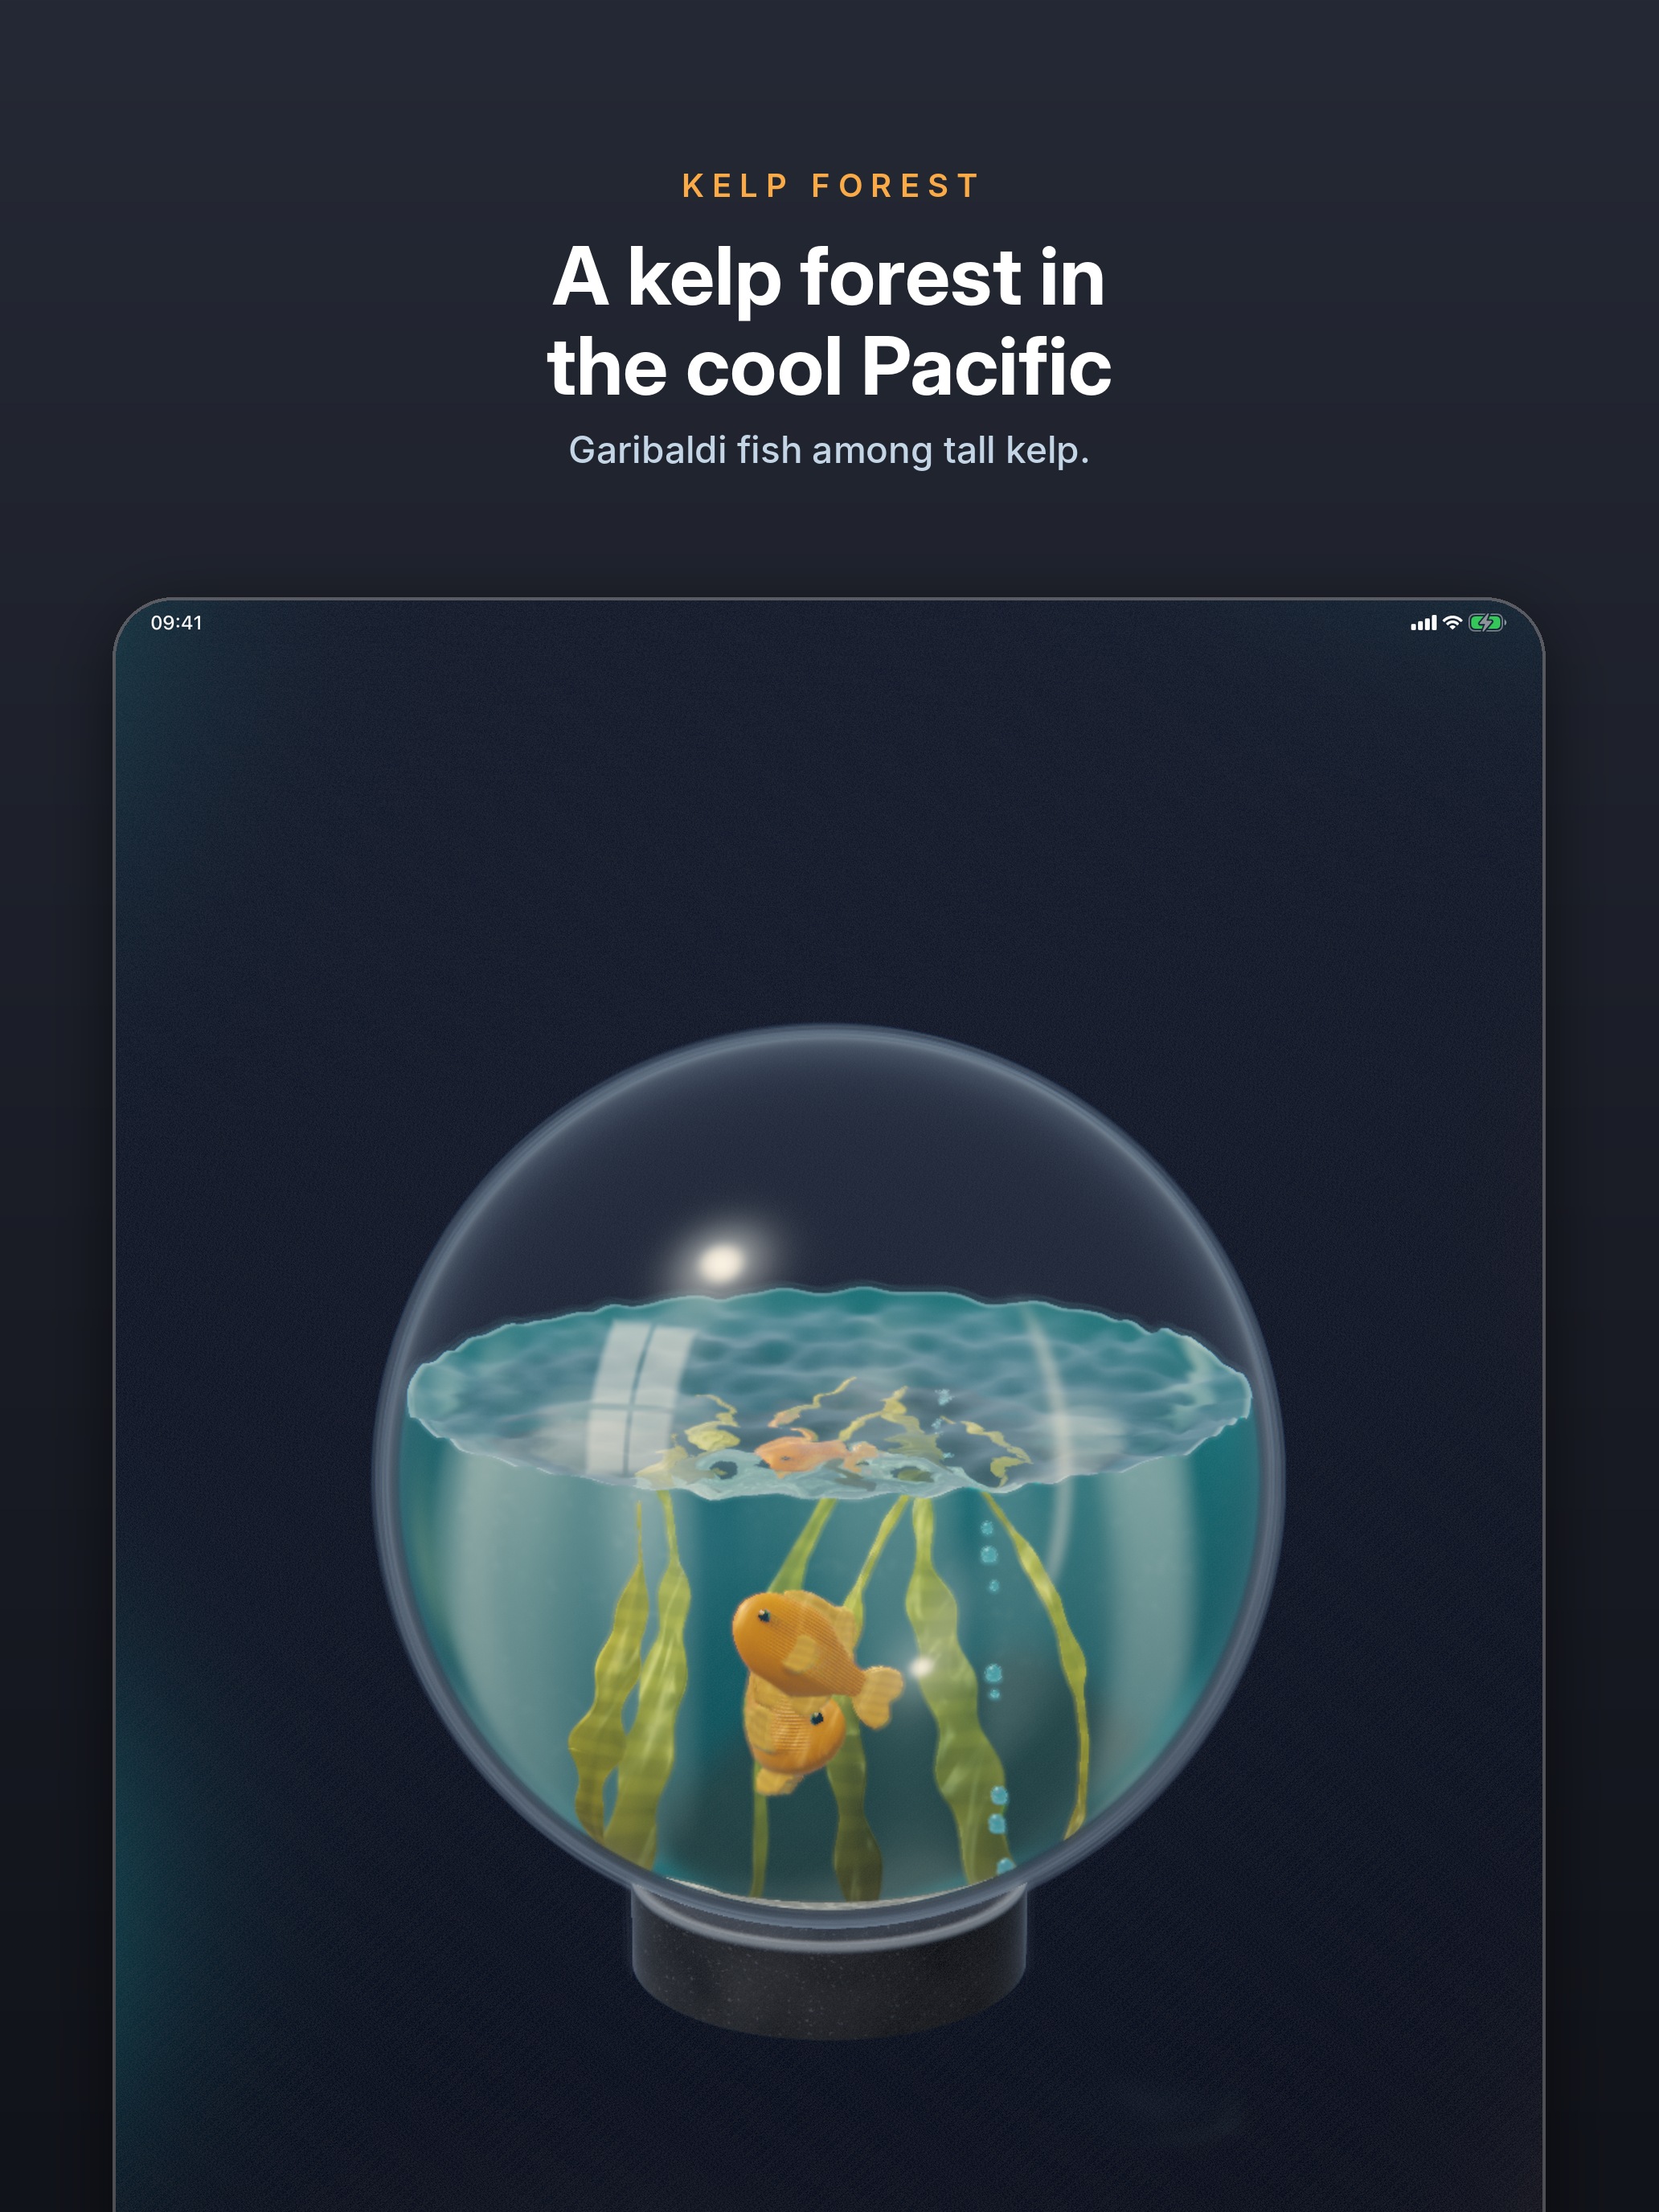 KELP FOREST
A kelp forest in
the cool Pacific
Garibaldi fish among tall kelp.
09:41